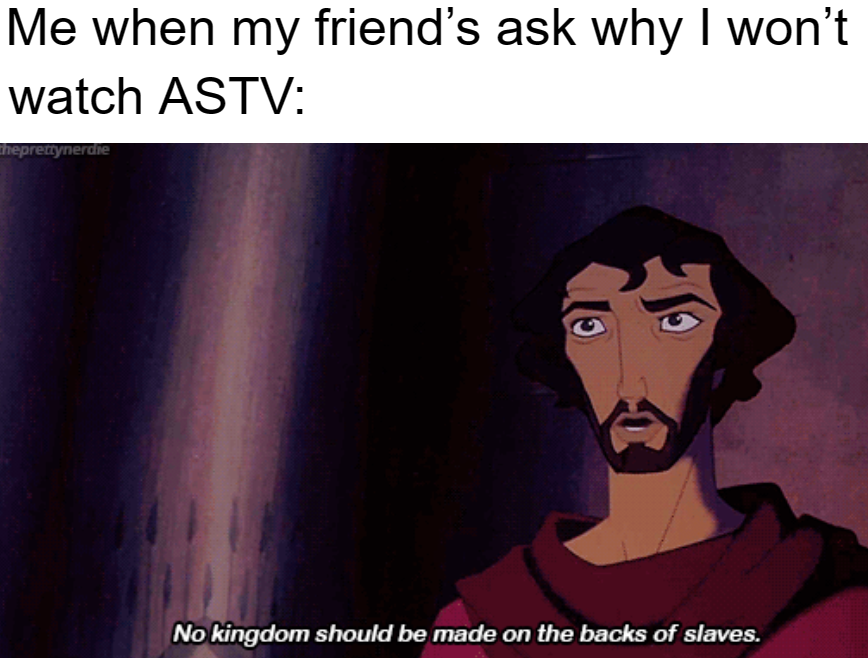 Me when my friend’s ask why I won’t
watch ASTV:
theprettynerdie
No kingdom should be made on the backs of slaves.